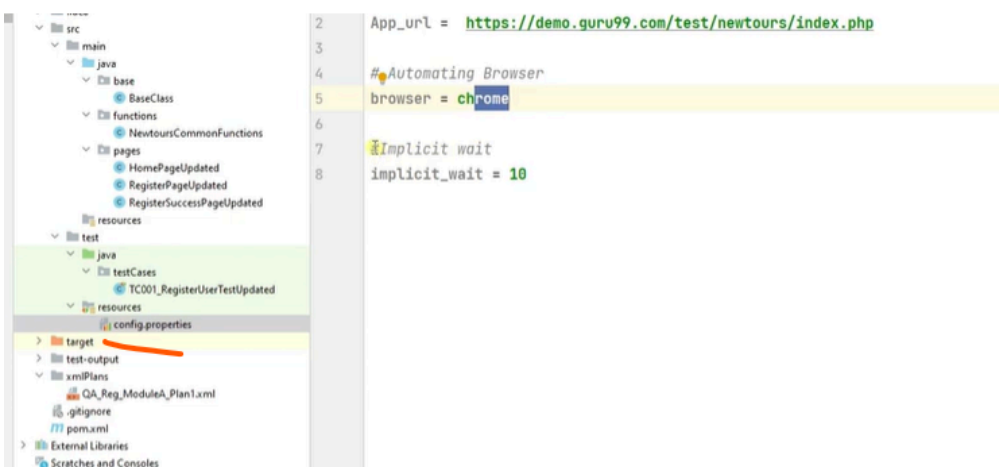 src
main
java
base
BaseClass
functions
NewtoursCommonFunctions
pages
HomePageUpdated
RegisterPageUpdated
RegisterSuccessPageUpdated
resources
test
java
testCases
TC001_RegisterUserTestUpdated
resources
config.properties
target
test-output
xmlPlans
QA_Reg_ModuleA_Plan1.xml
.gitignore
pom.xml
External Libraries
Scratches and Consoles
2 App_url = https://demo.guru99.com/test/newtours/index.php
3
4 # Automating Browser
5 browser = chrome
6
7 #Implicit wait
8 implicit_wait = 10